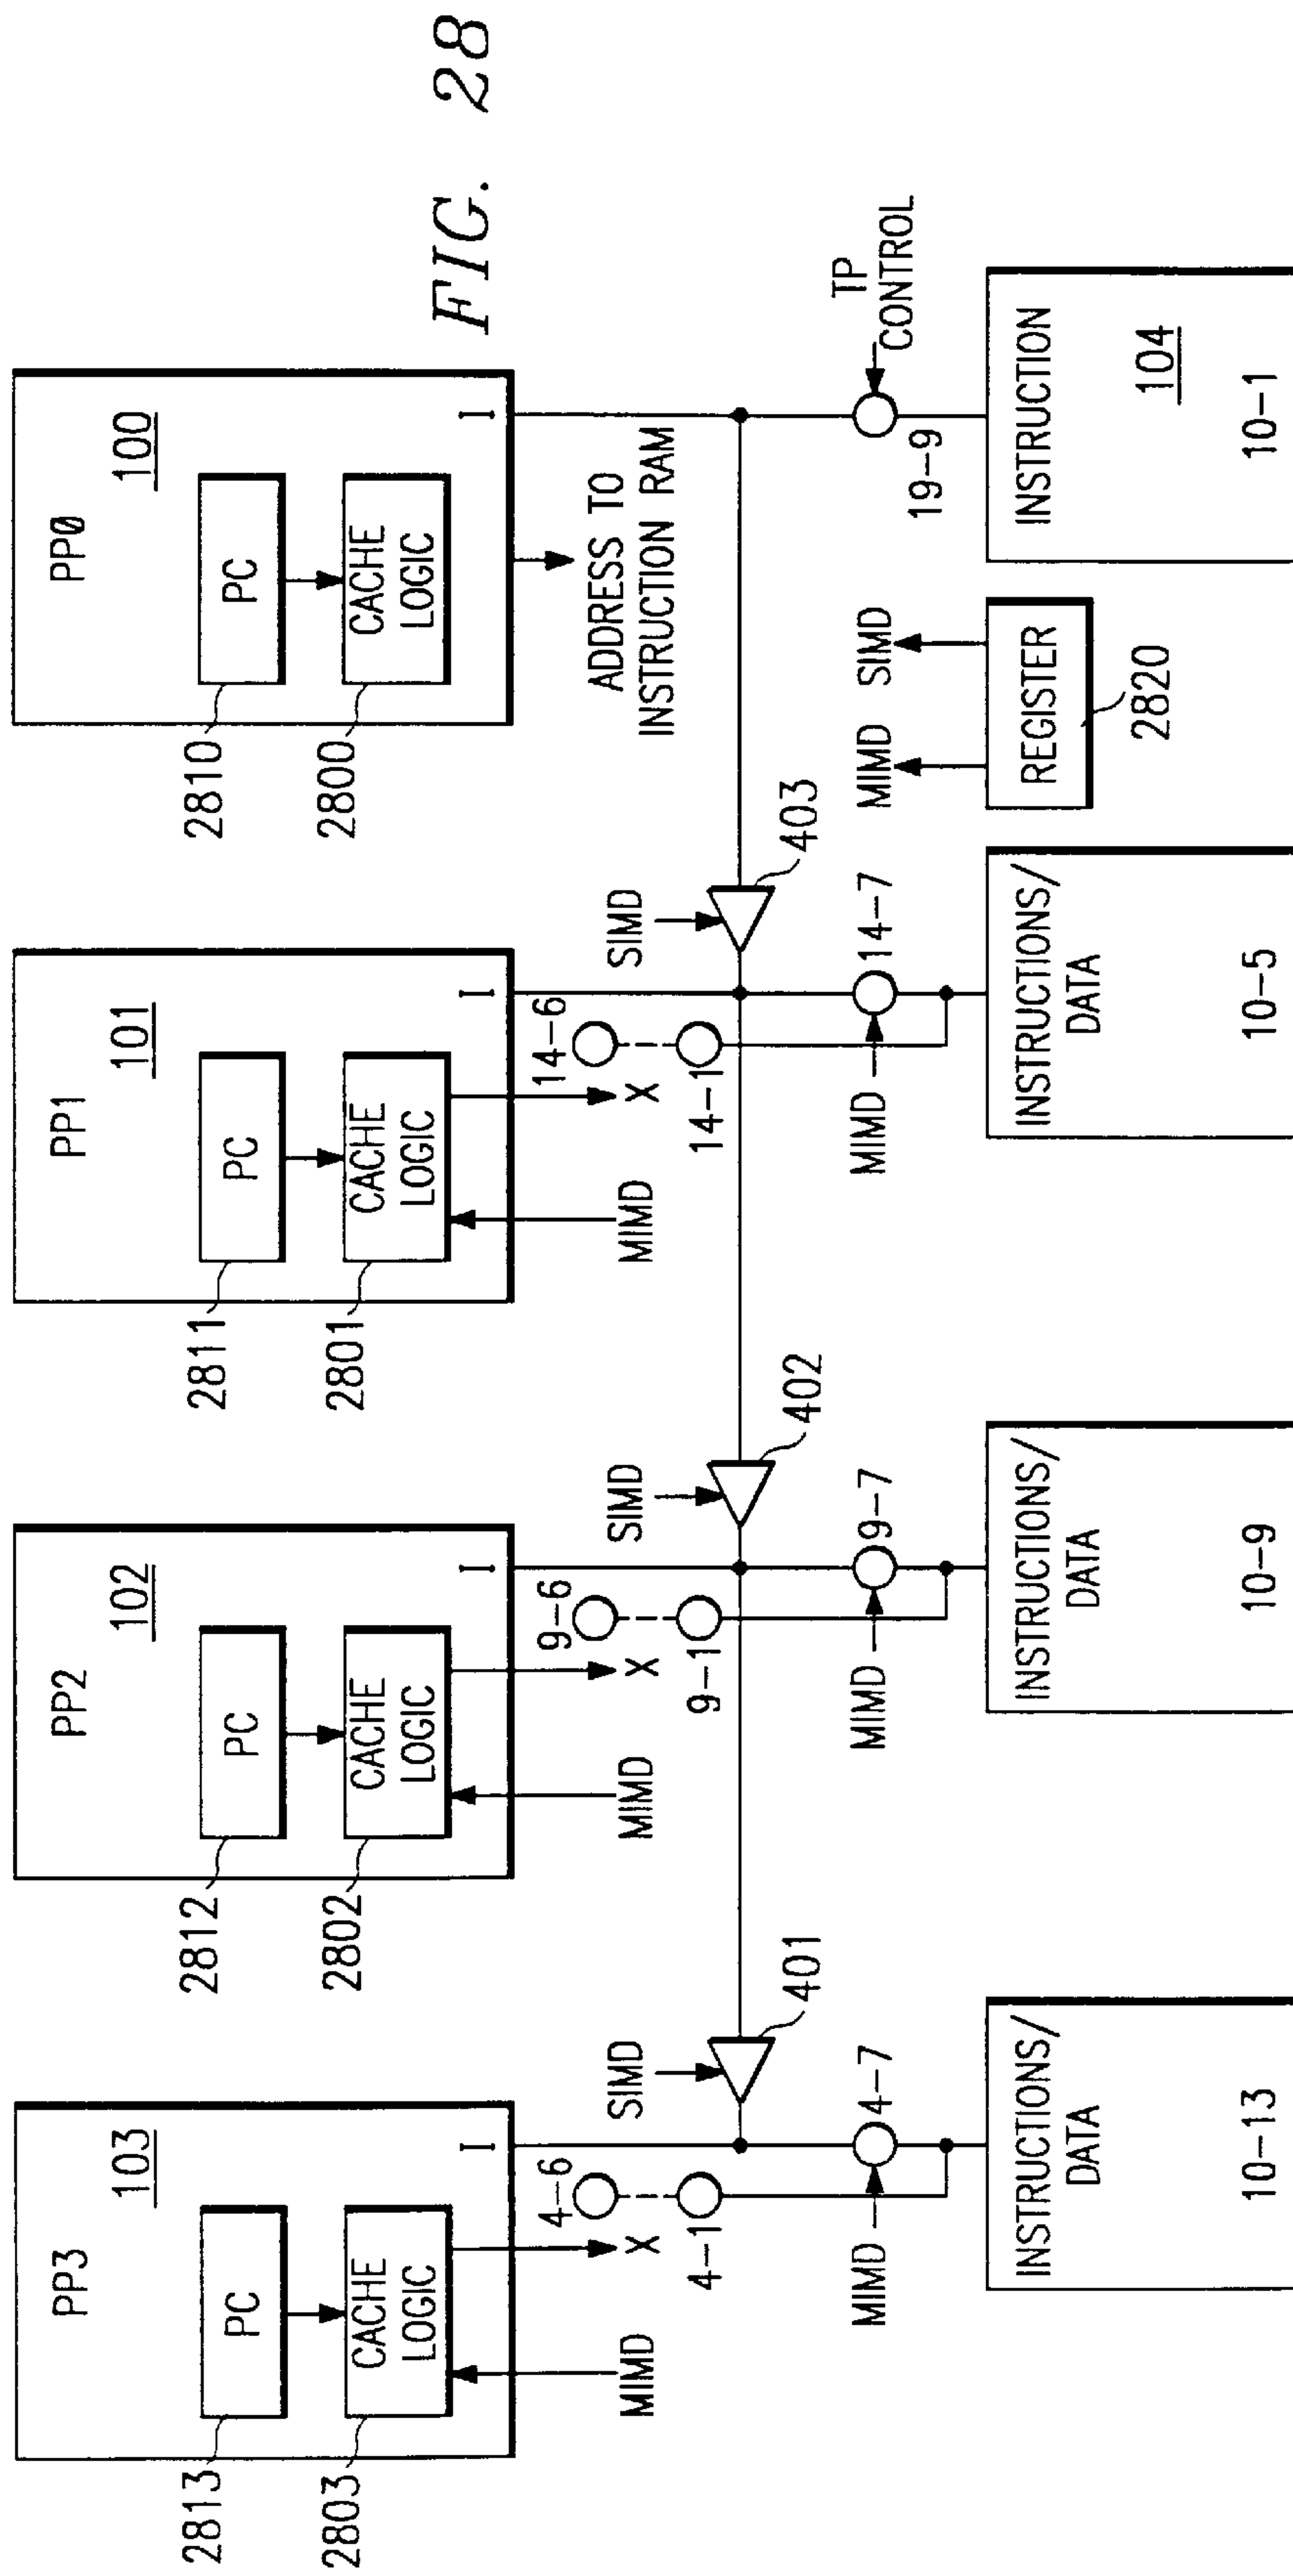 FIG. 28
PP3
103
PC
CACHE
LOGIC
I
2813
2803
MIMD
X
4-6
4-1
SIMD
401
MIMD
4-7
INSTRUCTIONS/
DATA
10-13
PP2
102
PC
CACHE
LOGIC
I
2812
2802
MIMD
X
9-6
9-1
SIMD
402
MIMD
9-7
INSTRUCTIONS/
DATA
10-9
PP1
101
PC
CACHE
LOGIC
I
2811
2801
MIMD
X
14-6
14-1
SIMD
403
MIMD
14-7
INSTRUCTIONS/
DATA
10-5
PP0
100
PC
CACHE
LOGIC
I
2810
2800
ADDRESS TO
INSTRUCTION RAM
MIMD
SIMD
REGISTER
2820
TP
CONTROL
19-9
INSTRUCTION
104
10-1